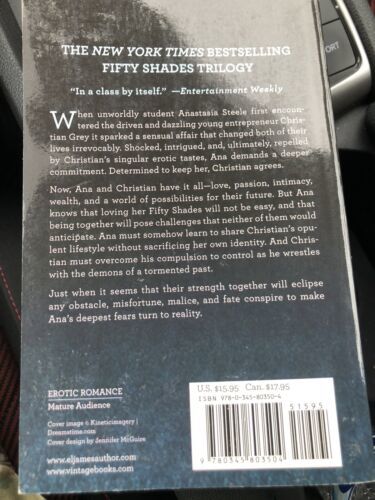 THE NEW YORK TIMES BESTSELLING
FIFTY SHADES TRILOGY
"In a class by itself." —Entertainment Weekly
When unworldly student Anastasia Steele first encoun-
tered the driven and dazzling young entrepreneur Chris-
tian Grey it sparked a sensual affair that changed both of their
lives irrevocably. Shocked, intrigued, and, ultimately, repelled
by Christian's singular erotic tastes, Ana demands a deeper
commitment. Determined to keep her, Christian agrees.
Now, Ana and Christian have it all—love, passion, intimacy,
wealth, and a world of possibilities for their future. But Ana
knows that loving her Fifty Shades will not be easy, and that
being together will pose challenges that neither of them would
anticipate. Ana must somehow learn to share Christian's opu-
lent lifestyle without sacrificing her own identity. And Chris-
tian must overcome his compulsion to control as he wrestles
with the demons of a tormented past.
Just when it seems that their strength together will eclipse
any obstacle, misfortune, malice, and fate conspire to make
Ana's deepest fears turn to reality.
EROTIC ROMANCE
Mature Audience
Cover image © Kineticimagery |
Dreamstime.com
Cover design by Jennifer McGuire
www.eljamesauthor.com
www.vintagebooks.com
U.S. $15.95 Can. $17.95
ISBN 978-0-345-80350-4
51595
9 780345 803504
PORT